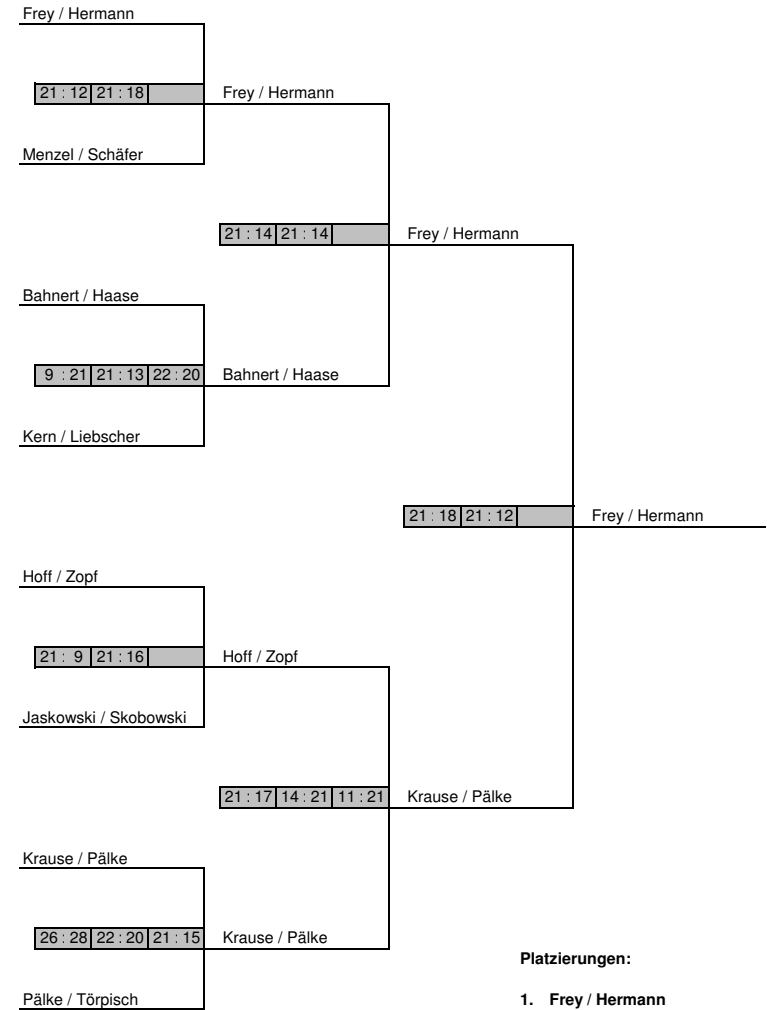 Frey / Hermann
21 : 12 21 : 18 Frey / Hermann
Menzel / Schäfer
21 : 14 21 : 14 Frey / Hermann
Bahnert / Haase
9 : 21 21 : 13 22 : 20 Bahnert / Haase
Kern / Liebscher
21 : 18 21 : 12 Frey / Hermann
Hoff / Zopf
21 : 9 21 : 16 Hoff / Zopf
Jaskowski / Skobowski
21 : 17 14 : 21 11 : 21 Krause / Pälke
Krause / Pälke
26 : 28 22 : 20 21 : 15 Krause / Pälke
Platzierungen:
Pälke / Törpisch 1. Frey / Hermann